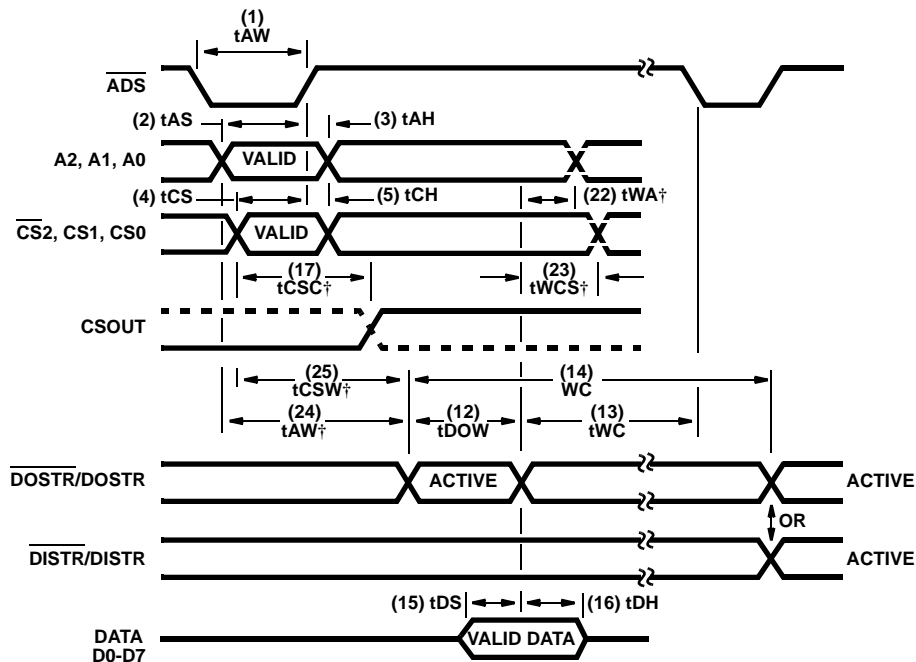 (1)
tAW
ADS
(2) tAS
(3) tAH
A2, A1, A0
VALID
(4) tCS
(5) tCH
(22) tWA†
CS2, CS1, CS0
VALID
(17)
tCSC†
(23)
tWCS†
CSOUT
(25)
tCSW†
(14)
WC
(24)
tAW†
(12)
tDOW
(13)
tWC
DOSTR/DOSTR
ACTIVE
ACTIVE
OR
DISTR/DISTR
ACTIVE
(15) tDS
(16) tDH
DATA
D0-D7
VALID DATA